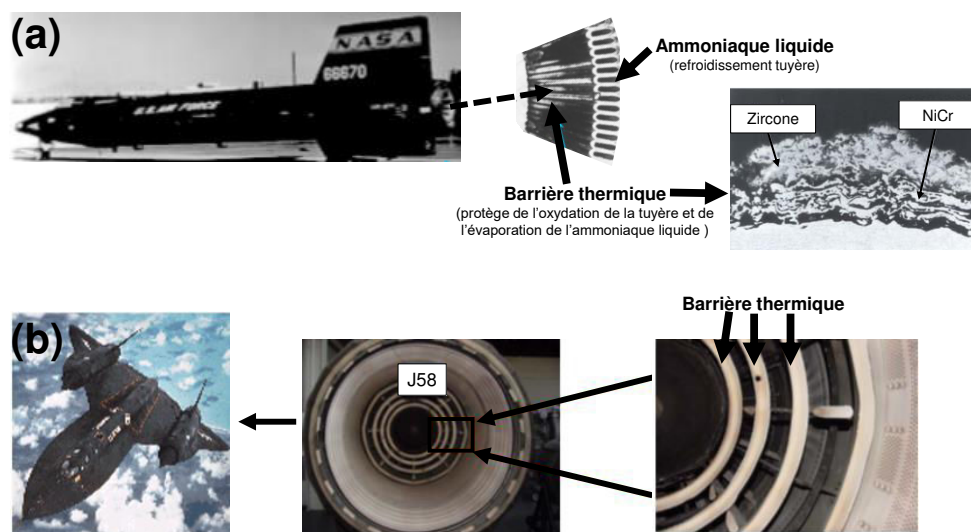 (a)
NASA
66670
U.S. AIR FORCE
Ammoniaque liquide
(refroidissement tuyère)
Zircone
NiCr
Barrière thermique
(protège de l'oxydation de la tuyère et de
l'évaporation de l'ammoniaque liquide )
(b)
J58
Barrière thermique